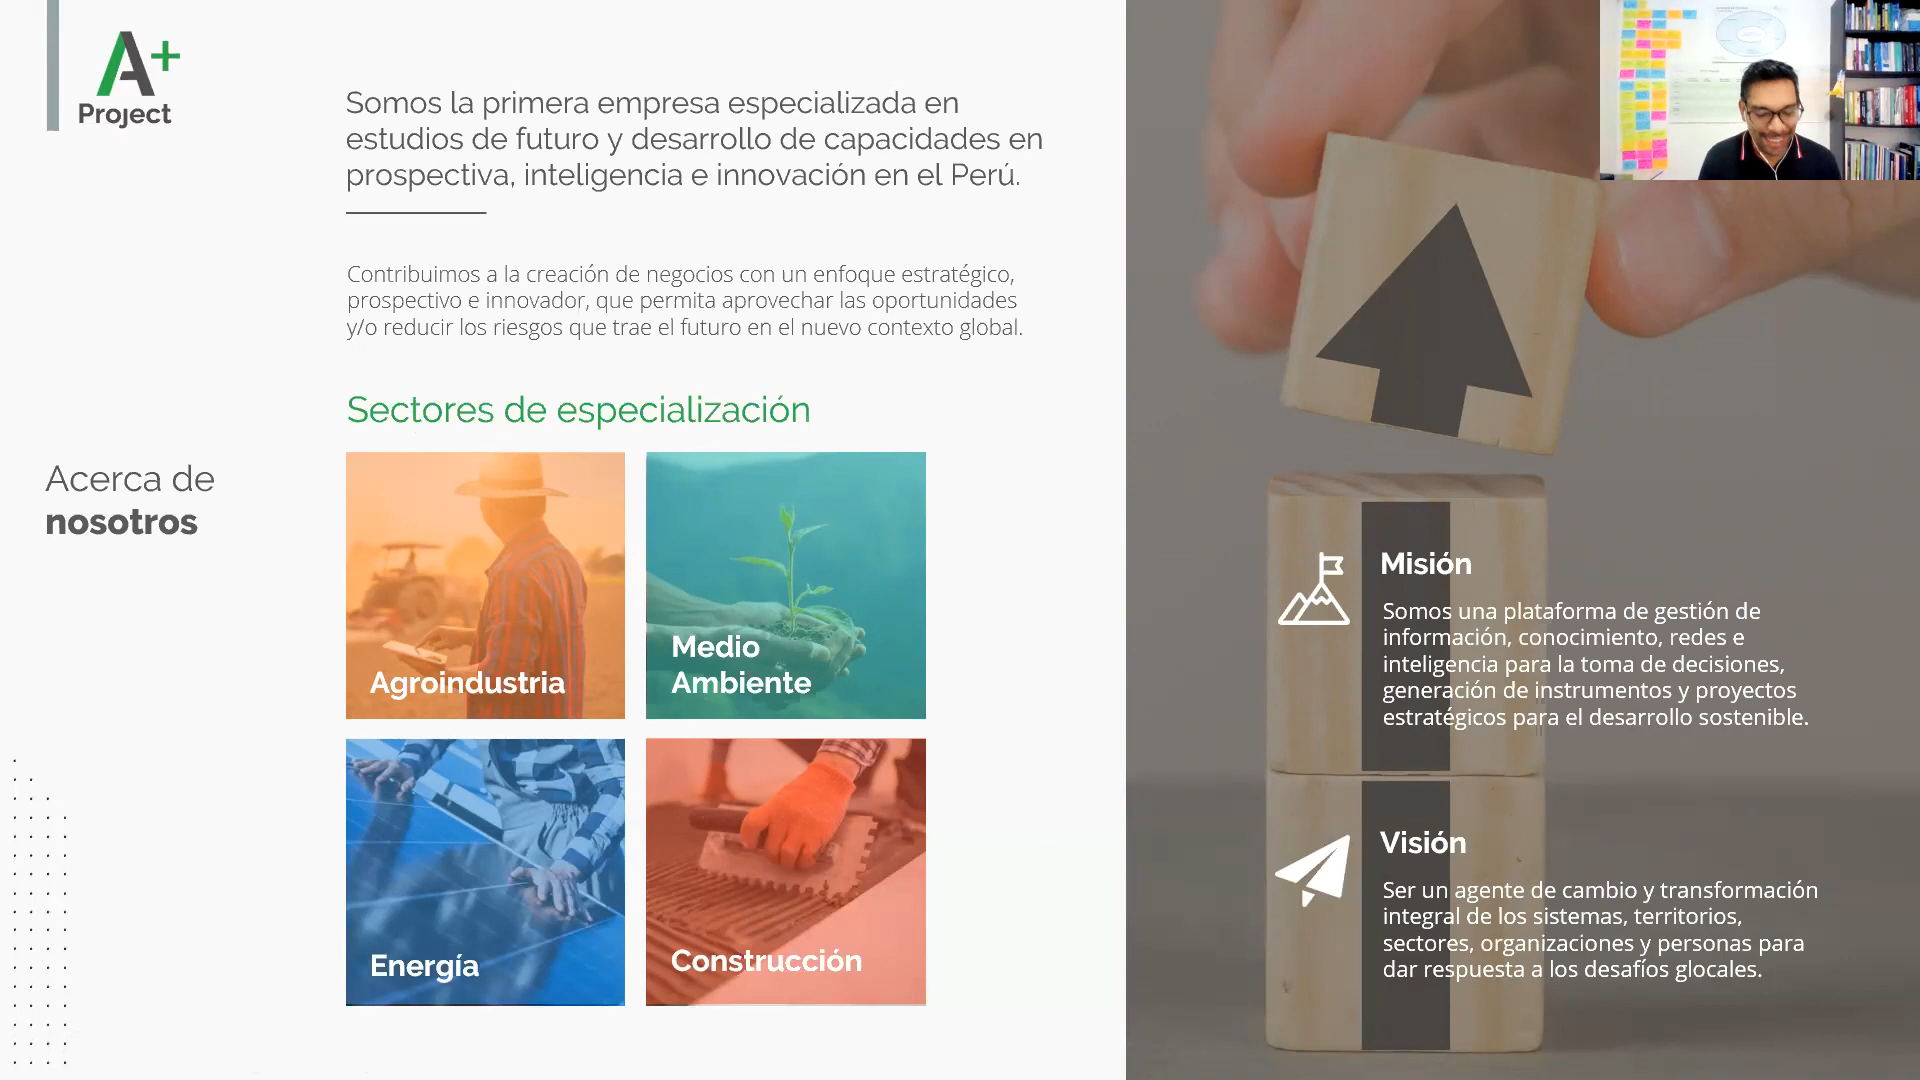 A+
Project
Somos la primera empresa especializada en
estudios de futuro y desarrollo de capacidades en
prospectiva, inteligencia e innovación en el Perú.
Contribuimos a la creación de negocios con un enfoque estratégico,
prospectivo e innovador, que permita aprovechar las oportunidades
y/o reducir los riesgos que trae el futuro en el nuevo contexto global.
Acerca de
nosotros
Sectores de especialización
Agroindustria
Medio
Ambiente
Energía
Construcción
Misión
Somos una plataforma de gestión de
información, conocimiento, redes e
inteligencia para la toma de decisiones,
generación de instrumentos y proyectos
estratégicos para el desarrollo sostenible.
Visión
Ser un agente de cambio y transformación
integral de los sistemas, territorios,
sectores, organizaciones y personas para
dar respuesta a los desafíos glocales.